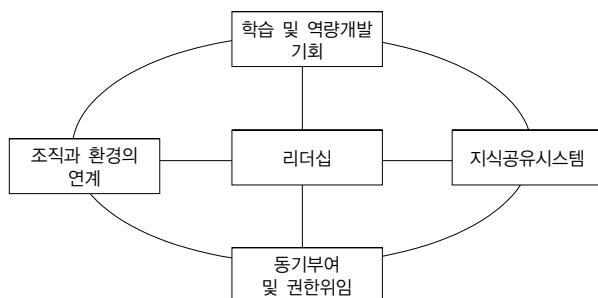 학습 및 역량개발
기회
조직과 환경의
연계
리더십
지식공유시스템
동기부여
및 권한위임